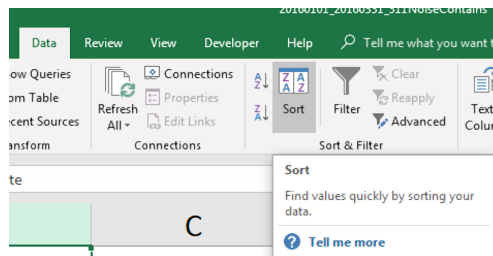 20160101_20160331_311NoiseContains
Data Review View Developer Help Tell me what you want t
ow Queries
om Table
ecent Sources
ansform
Refresh
All
Connections
Properties
Edit Links
Connections
A
Z
Z
A
Z A
A Z
Sort
Filter
Clear
Reapply
Advanced
Sort & Filter
Text
Colu
te
C
Sort
Find values quickly by sorting your
data.
? Tell me more